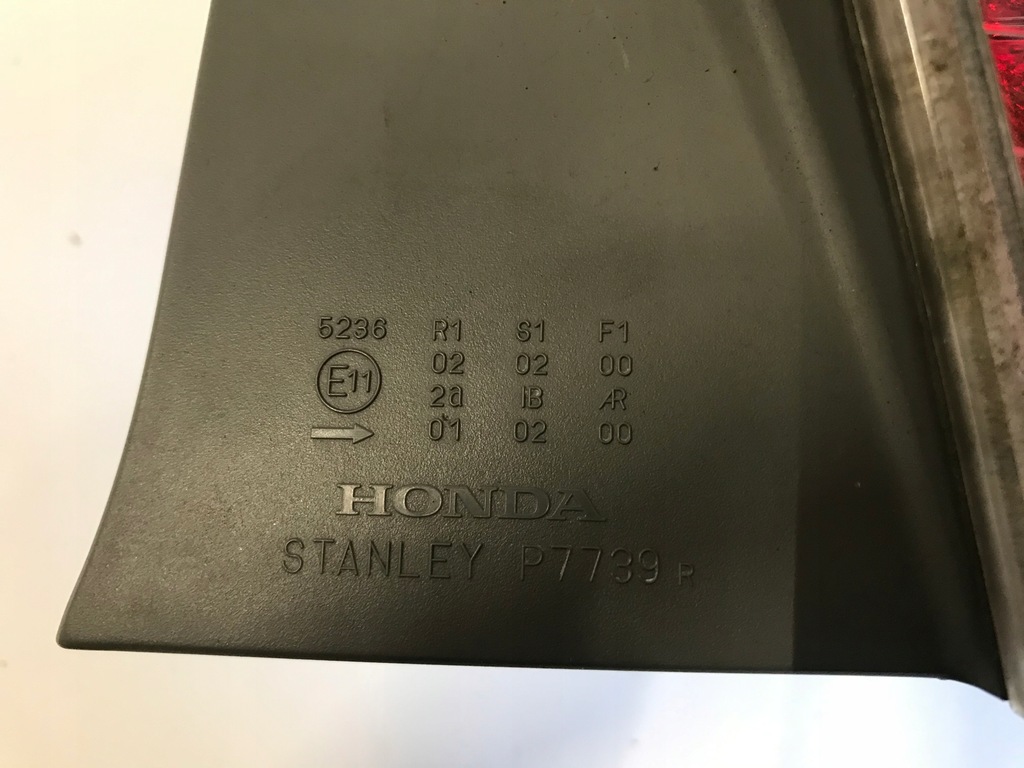 5236 R1 S1 F1
E11 02 02 00
2a IB AR
→ 01 02 00
HONDA
STANLEY P7739 R